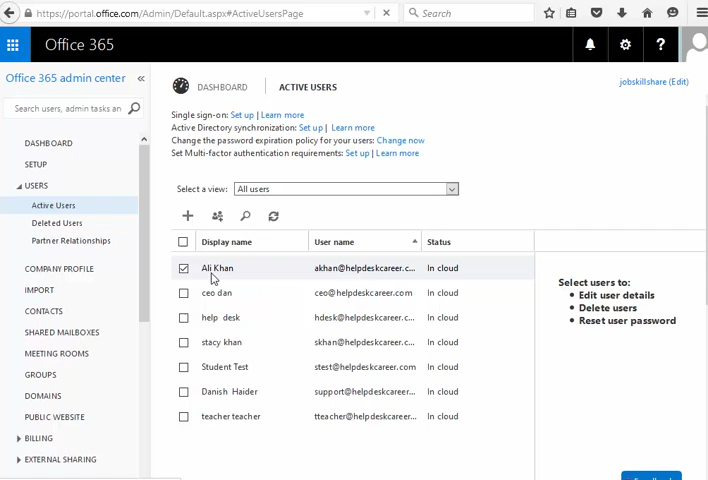 https://portal.office.com/Admin/Default.aspx#ActiveUsersPage
Search
Office 365
Office 365 admin center
«
Search users, admin tasks an
DASHBOARD
SETUP
USERS
Active Users
Deleted Users
Partner Relationships
COMPANY PROFILE
IMPORT
CONTACTS
SHARED MAILBOXES
MEETING ROOMS
GROUPS
DOMAINS
PUBLIC WEBSITE
BILLING
EXTERNAL SHARING
DASHBOARD | ACTIVE USERS
jobskillshare (Edit)
Single sign-on: Set up | Learn more
Active Directory synchronization: Set up | Learn more
Change the password expiration policy for your users: Change now
Set Multi-factor authentication requirements: Set up | Learn more
Select a view: All users
Display name User name Status
Ali Khan akhan@helpdeskcareer.c... In cloud
ceo dan ceo@helpdeskcareer.com In cloud
help desk hdesk@helpdeskcareer.c... In cloud
stacy khan skhan@helpdeskcareer.c... In cloud
Student Test stest@helpdeskcareer.com In cloud
Danish Haider support@helpdeskcareer.c... In cloud
teacher teacher tteacher@helpdeskcareer... In cloud
Select users to:
• Edit user details
• Delete users
• Reset user password